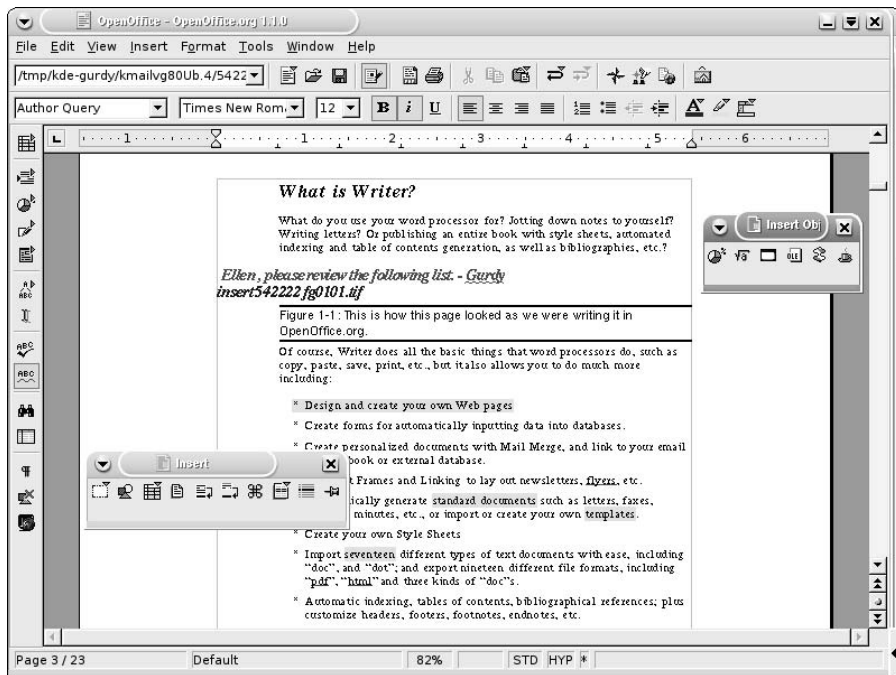 OpenOffice - OpenOffice.org 1.1.0
File Edit View Insert Format Tools Window Help
/tmp/kde-gurdy/kmailvg80Ub.4/5422
Author Query Times New Rom. 12 B i U A
1 1 2 3 4 5 6
What is Writer?
What do you use your word processor for? Jotting down notes to yourself?
Writing letters? Or publishing an entire book with style sheets, automated
indexing and table of contents generation, as well as bibliographies, etc.?
Insert Obj
Ellen, please review the following list. - Gurdy
insert542222 fg0101.tif
Figure 1-1: This is how this page looked as we were writing it in
OpenOffice.org.
Of course, Writer does all the basic things that word processors do, such as
copy, paste, save, print, etc., but it also allows you to do much more
including:
* Design and create your own Web pages
* Create forms for automatically inputting data into databases.
* Create personalized documents with Mail Merge, and link to your email
book or external database.
Insert
Frames and Linking to lay out newsletters, flyers, etc.
ically generate standard documents such as letters, faxes,
minutes, etc., or import or create your own templates.
* Create your own Style Sheets
* Import seventeen different types of text documents with ease, including
"doc", and "dot"; and export nineteen different file formats, including
"pdf", "html" and three kinds of "doc"s.
* Automatic indexing, tables of contents, bibliographical references; plus
customize headers, footers, footnotes, endnotes, etc.
Page 3 / 23 Default 82% STD HYP *